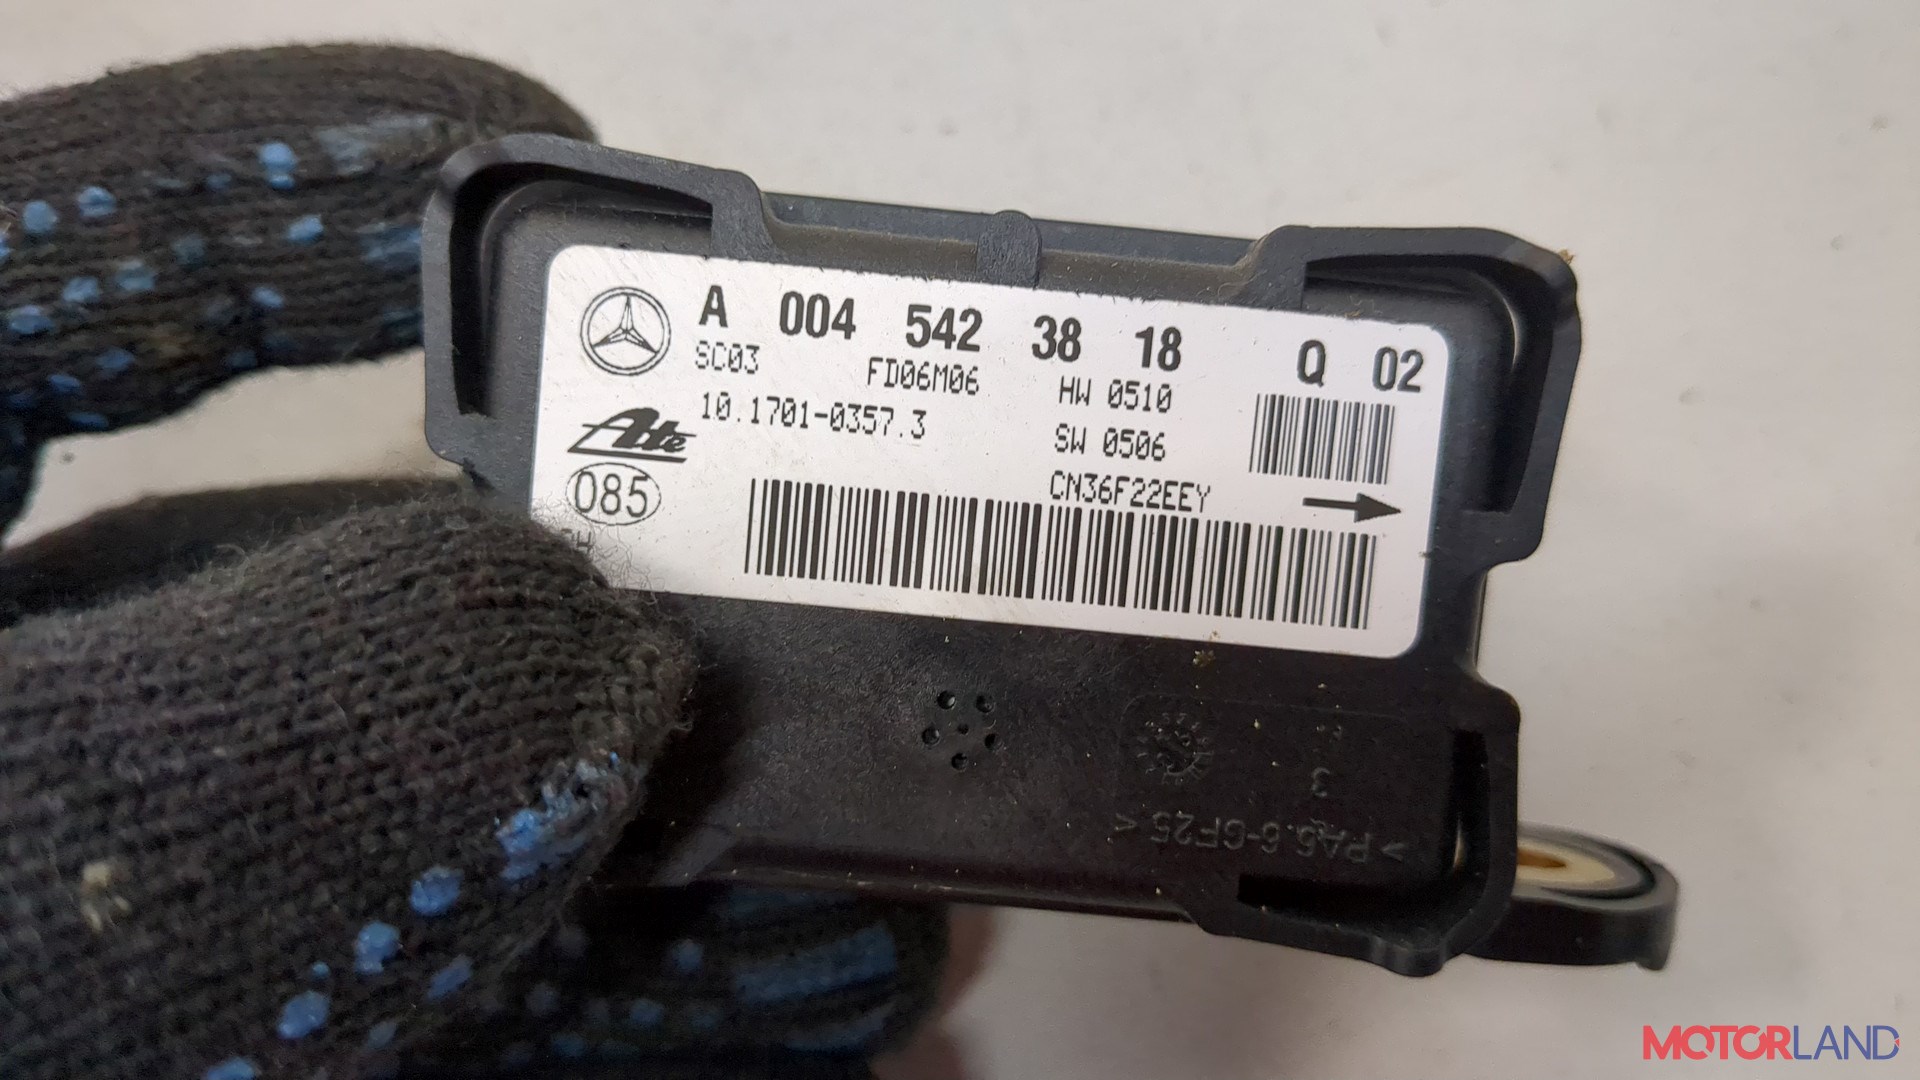 A 004 542 38 18 Q 02
SC03 FD06M06 HW 0510
10.1701-0357.3 SW 0506
Ate
CN36F22EEY
085
3
>PA6.6-GF25<
MOTORLAND